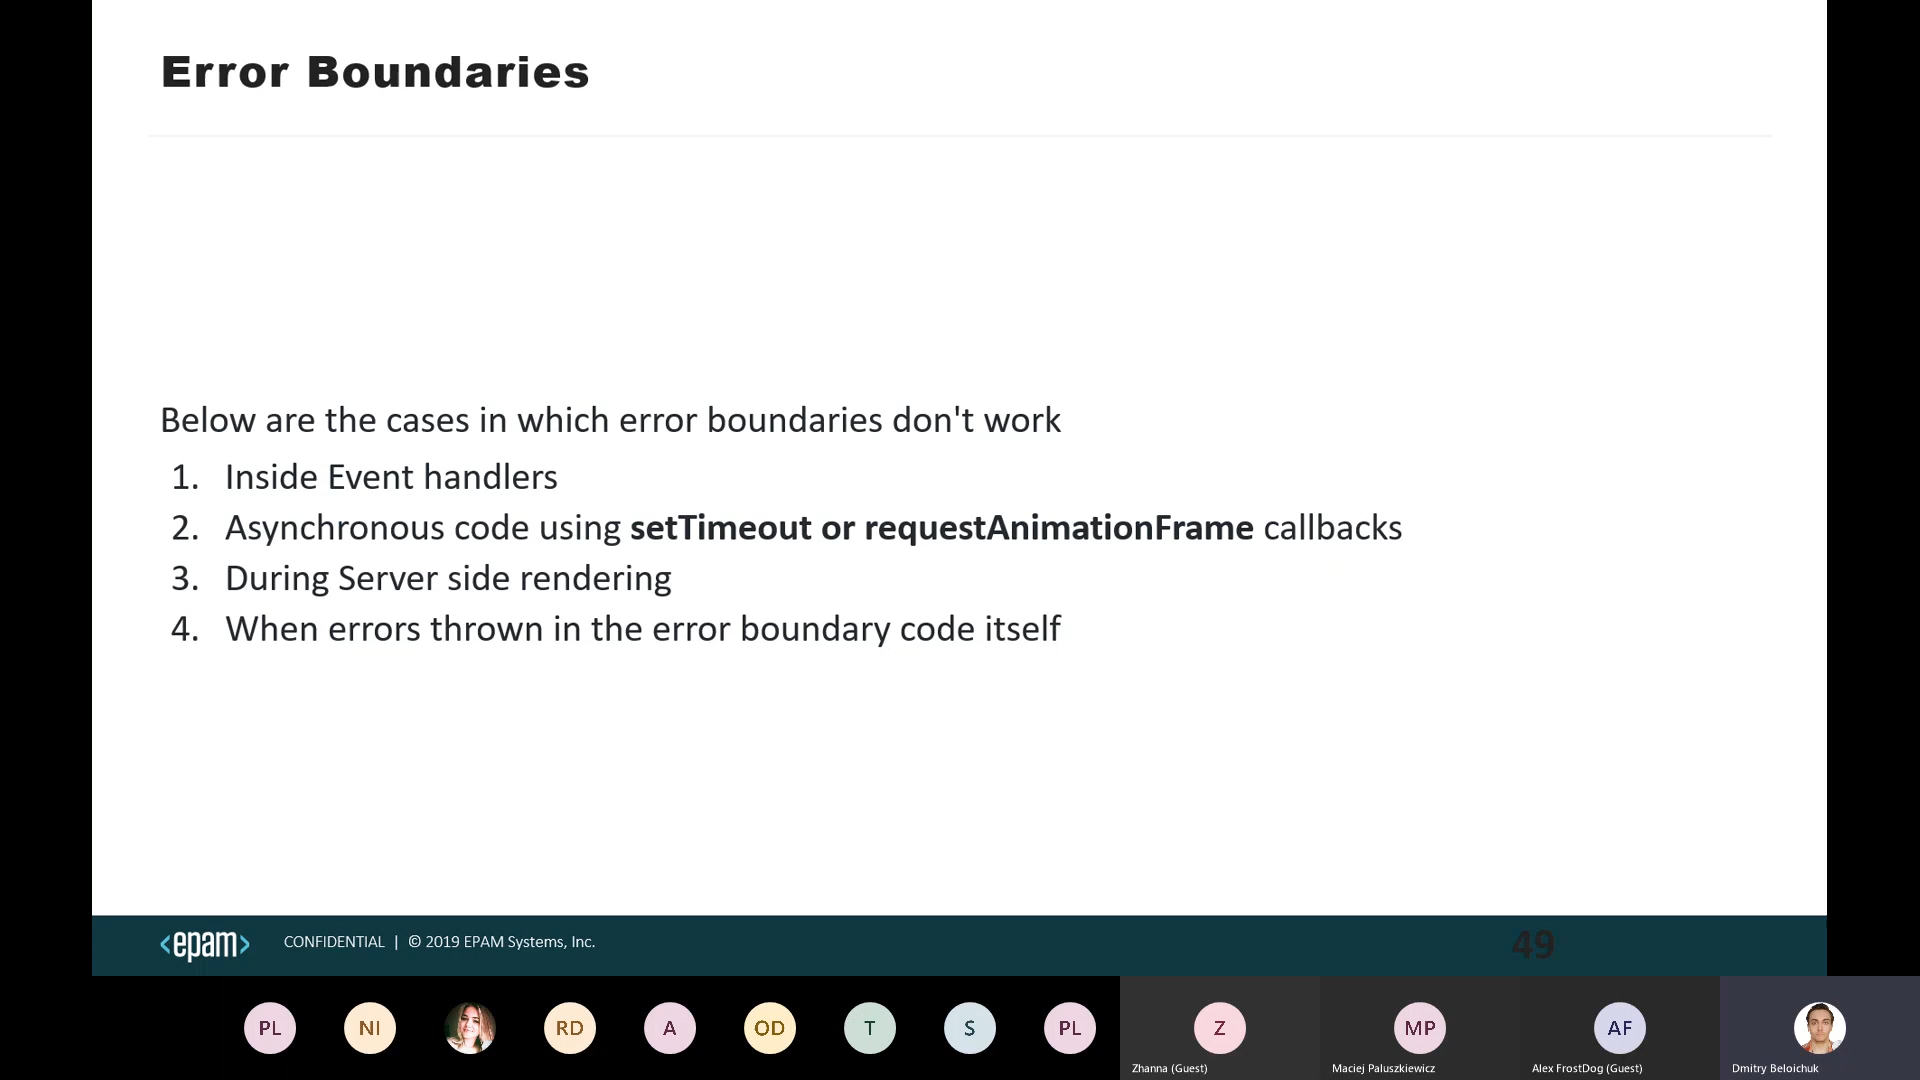 Error Boundaries
Below are the cases in which error boundaries don't work
1. Inside Event handlers
2. Asynchronous code using setTimeout or requestAnimationFrame callbacks
3. During Server side rendering
4. When errors thrown in the error boundary code itself
<epam> CONFIDENTIAL | © 2019 EPAM Systems, Inc. 49
PL NI RD A OD T S PL Z MP AF
Zhanna (Guest) Maciej Paluszkiewicz Alex FrostDog (Guest) Dmitry Beloichuk